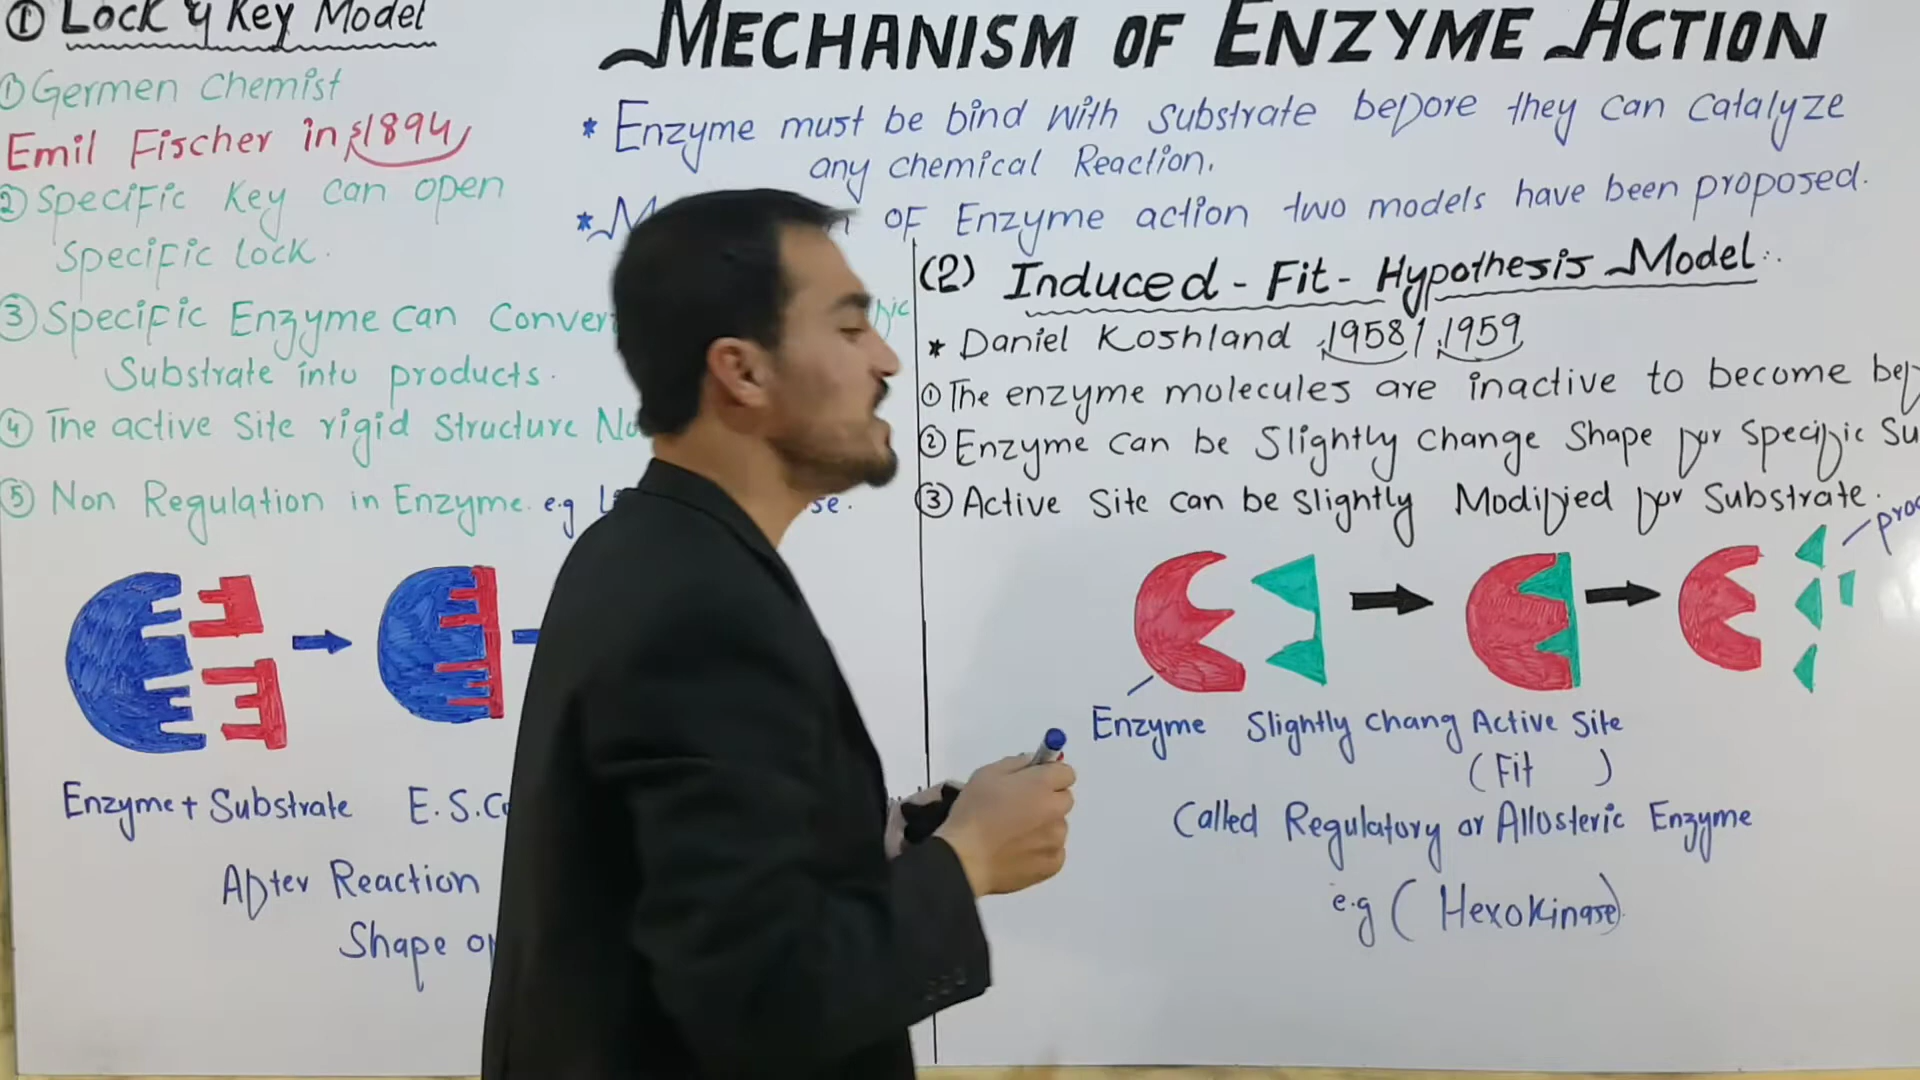 MECHANISM OF ENZYME ACTION
* Enzyme must be bind with substrate before they can catalyze
any chemical Reaction.
* OF Enzyme action two models have been proposed.
① Lock & Key Model
① Germen Chemist
Emil Fischer in 1894
② Specific Key can open
Specific lock.
③ Specific Enzyme can
Substrate into products.
④ The active Site rigid Structure
⑤ Non Regulation in Enzyme. e.g
Enzyme + Substrate E.S.
After Reaction
Shape
(2) Induced-Fit-Hypothesis Model
* Daniel Koshland 1958/1959
① The enzyme molecules are inactive to become
② Enzyme can be Slightly change Shape for Specific
③ Active Site can be slightly Modified for Substrate.
Enzyme Slightly chang Active Site
(Fit )
Called Regulatory or Allosteric Enzyme
e.g (Hexokinase)